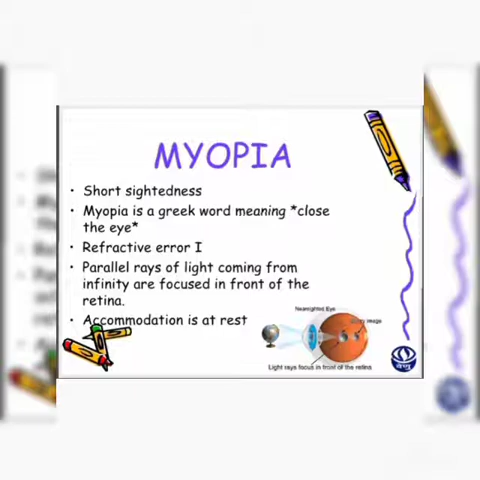 MYOPIA
• Short sightedness
• Myopia is a greek word meaning *close
the eye*
• Refractive error I
• Parallel rays of light coming from
infinity are focused in front of the
retina.
• Accommodation is at rest
Nearsighted Eye
image
Light rays focus in front of the retina
वेणु